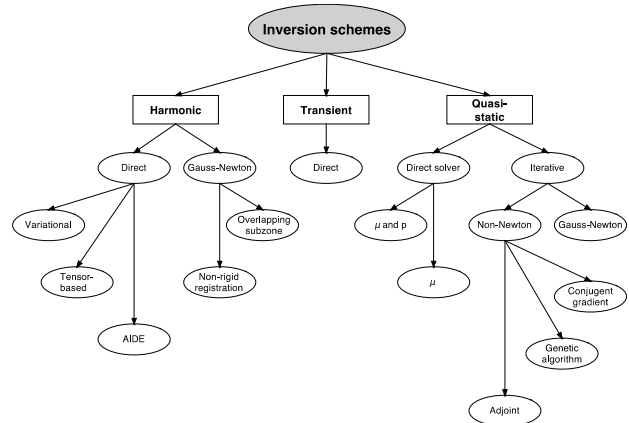 Inversion schemes
Harmonic
Transient
Quasi-
static
Direct
Gauss-Newton
Direct
Direct solver
Iterative
Variational
Overlapping
subzone
μ and p
Non-Newton
Gauss-Newton
Tensor-
based
Non-rigid
registration
μ
Conjugent
gradient
AIDE
Genetic
algorithm
Adjoint